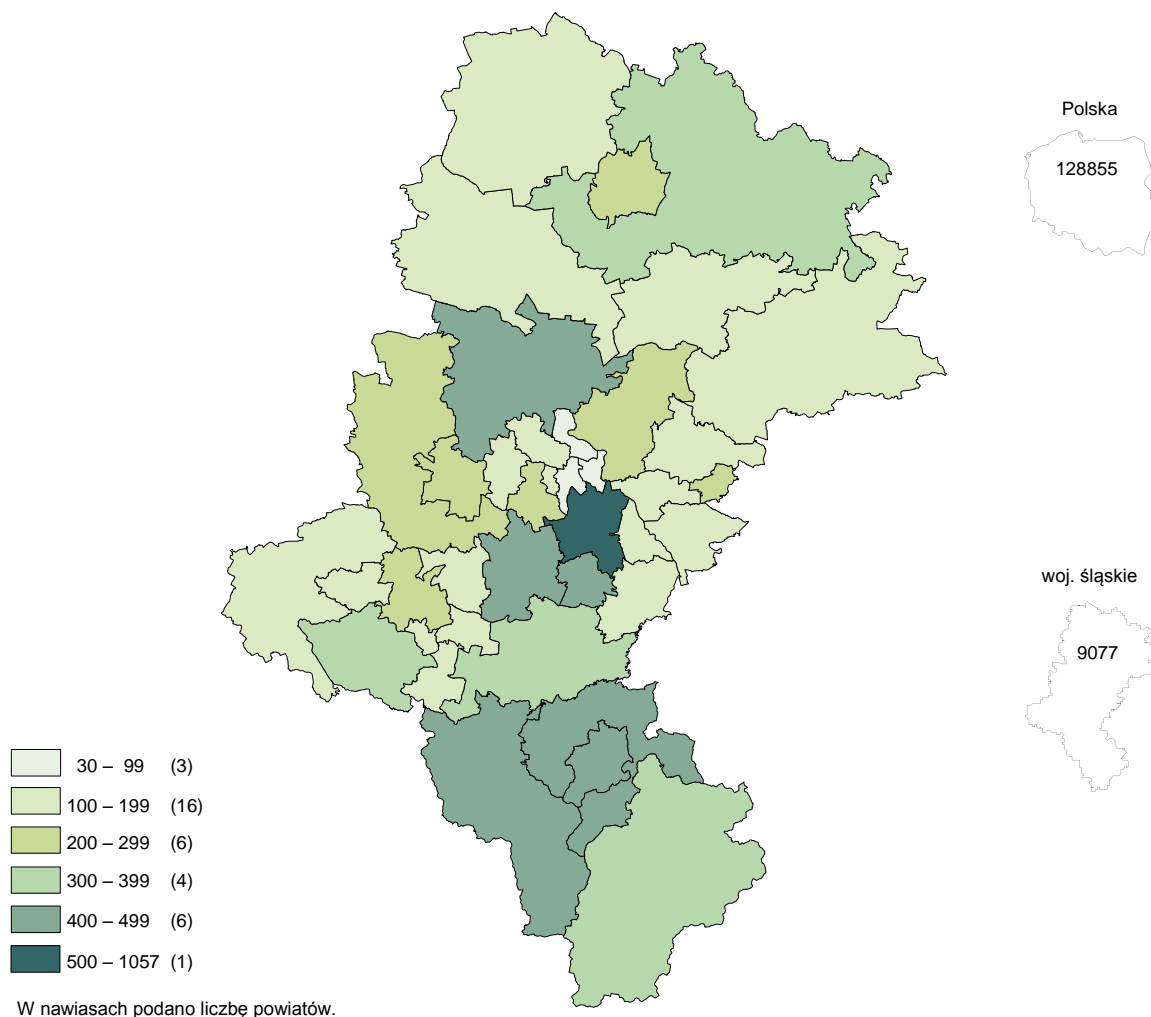 Polska
128855
woj. śląskie
9077
30 – 99 (3)
100 – 199 (16)
200 – 299 (6)
300 – 399 (4)
400 – 499 (6)
500 – 1057 (1)
W nawiasach podano liczbę powiatów.